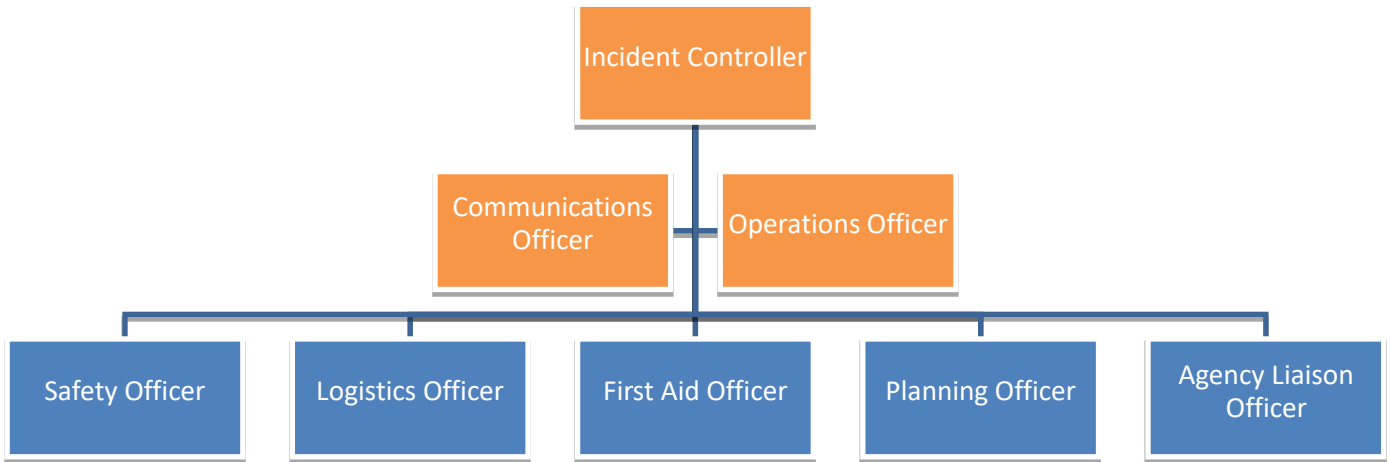 Incident Controller
Communications
Officer
Operations Officer
Safety Officer
Logistics Officer
First Aid Officer
Planning Officer
Agency Liaison
Officer